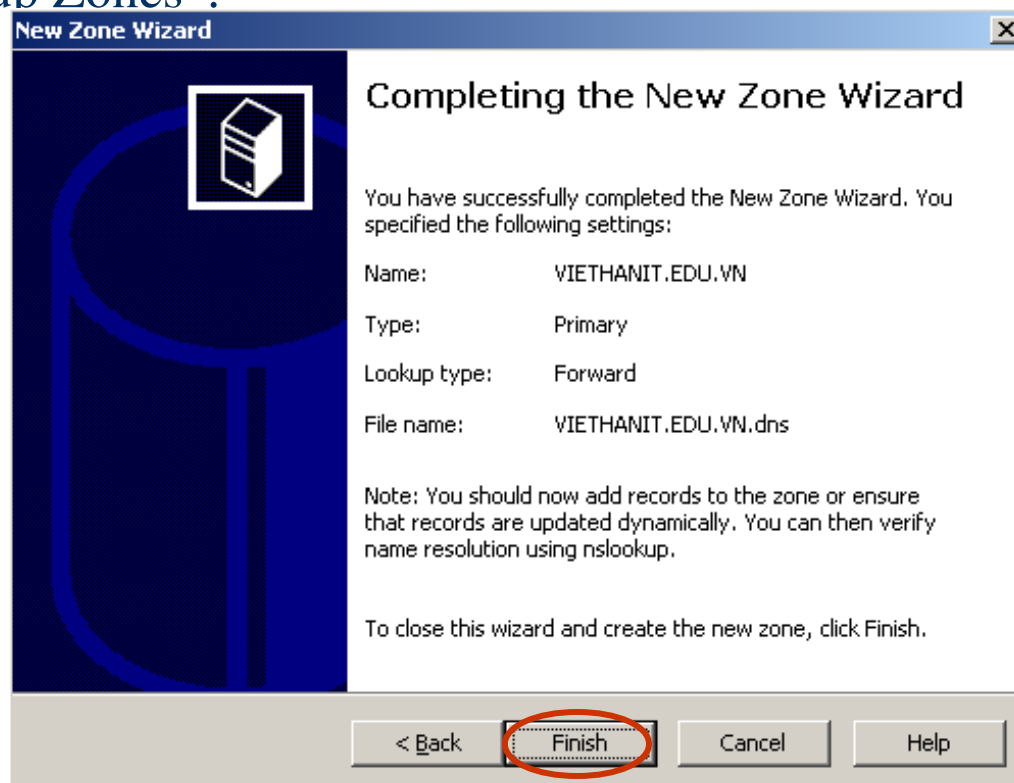 Zones".
New Zone Wizard
Completing the New Zone Wizard
You have successfully completed the New Zone Wizard. You
specified the following settings:
Name: VIETHANIT.EDU.VN
Type: Primary
Lookup type: Forward
File name: VIETHANIT.EDU.VN.dns
Note: You should now add records to the zone or ensure
that records are updated dynamically. You can then verify
name resolution using nslookup.
To close this wizard and create the new zone, click Finish.
< Back Finish Cancel Help